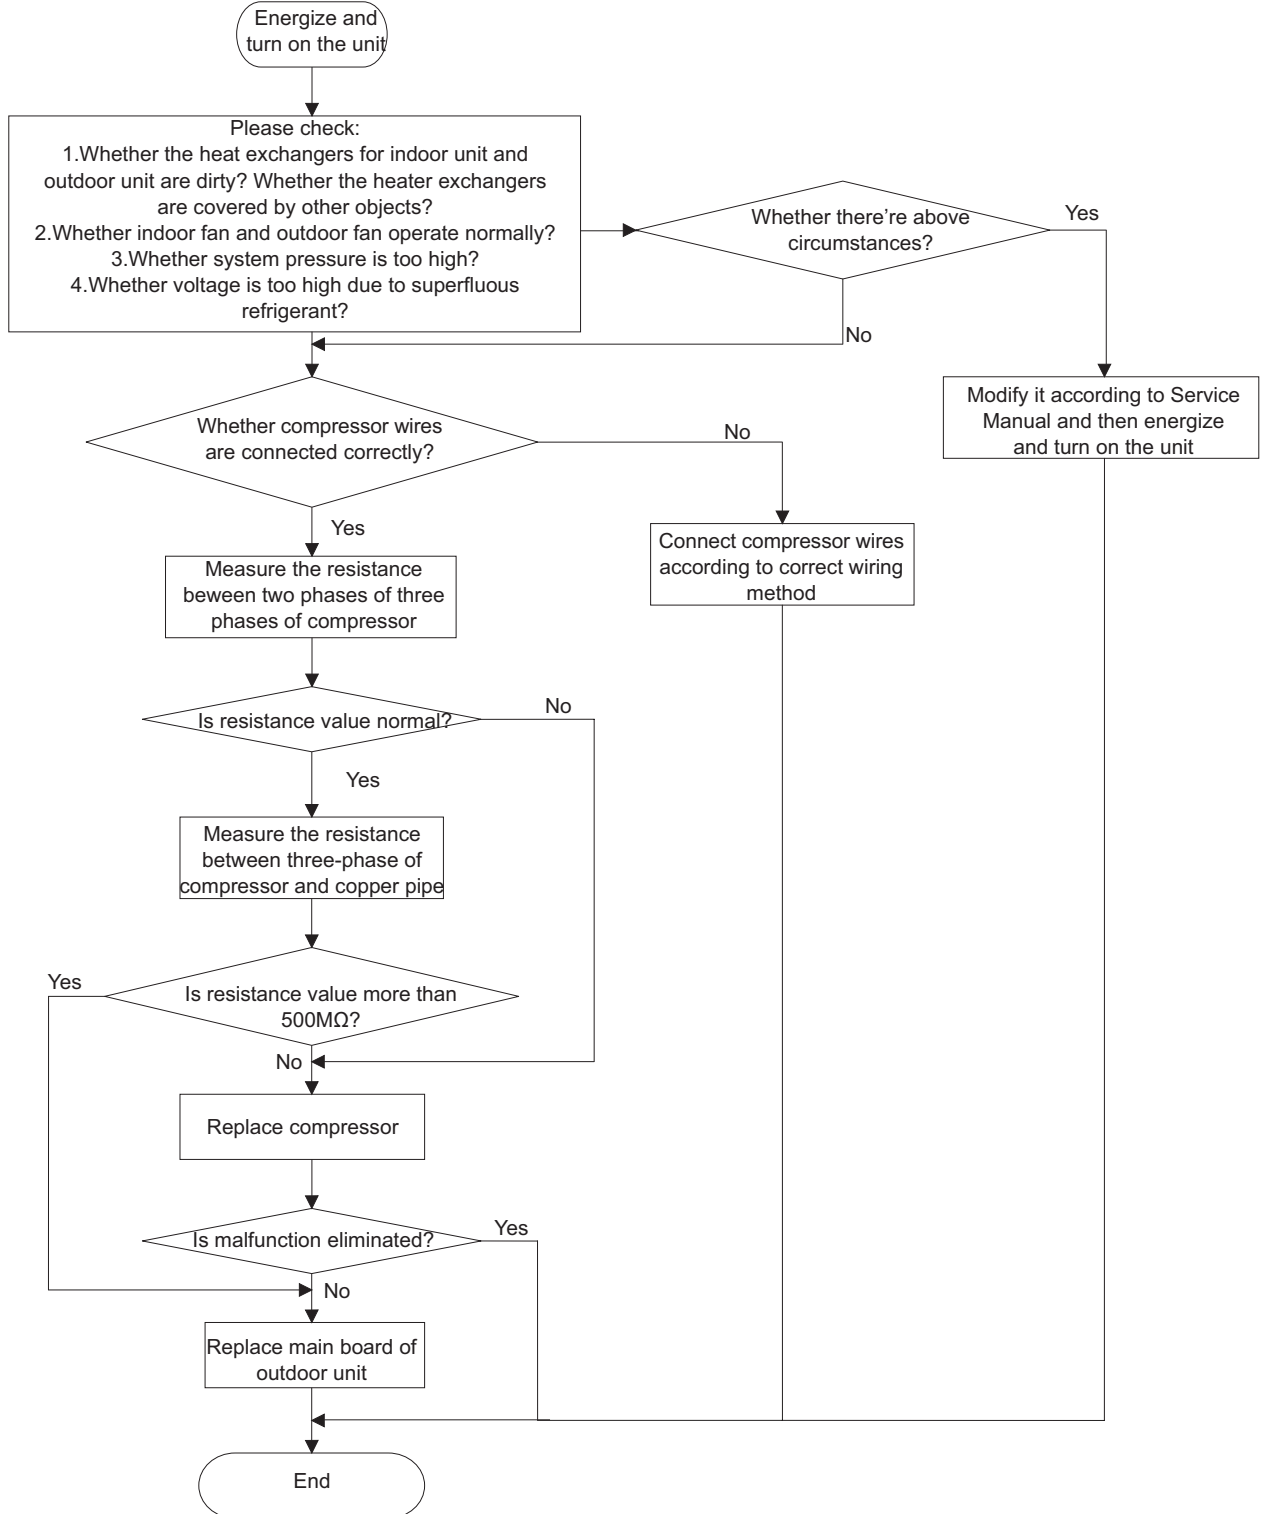 Energize and
turn on the unit
Please check:
1.Whether the heat exchangers for indoor unit and
outdoor unit are dirty? Whether the heater exchangers
are covered by other objects?
2.Whether indoor fan and outdoor fan operate normally?
3.Whether system pressure is too high?
4.Whether voltage is too high due to superfluous
refrigerant?
Whether there’re above
circumstances?
Yes
No
Modify it according to Service
Manual and then energize
and turn on the unit
Whether compressor wires
are connected correctly?
No
Yes
Connect compressor wires
according to correct wiring
method
Measure the resistance
beween two phases of three
phases of compressor
Is resistance value normal?
No
Yes
Measure the resistance
between three-phase of
compressor and copper pipe
Yes
Is resistance value more than
500MΩ?
No
Replace compressor
Is malfunction eliminated?
Yes
No
Replace main board of
outdoor unit
End